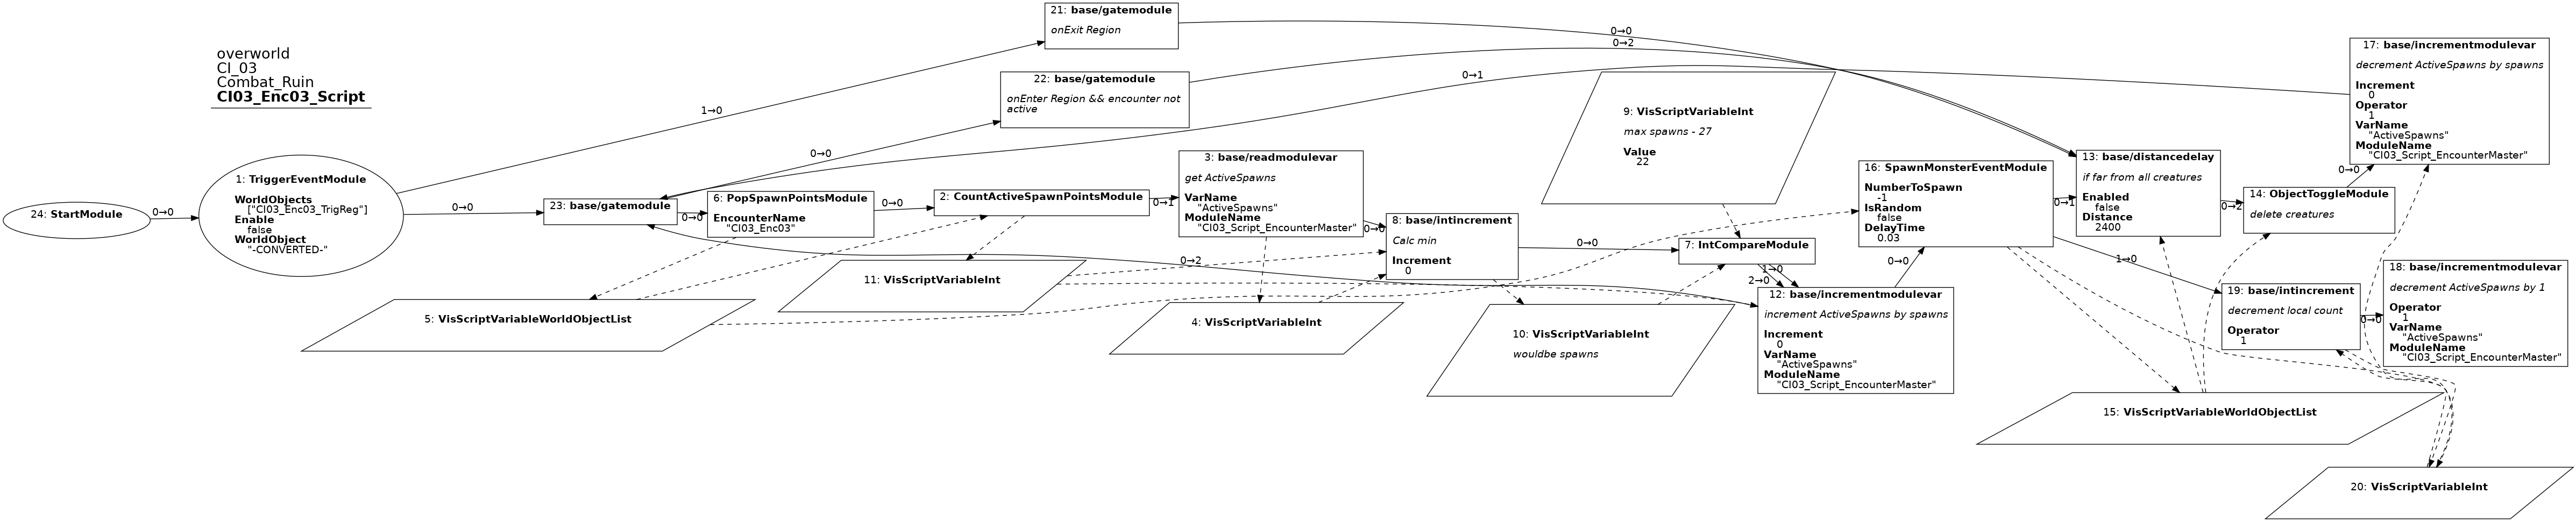 overworld
CI_03
Combat_Ruin
CI03_Enc03_Script
24: StartModule
0→0
1: TriggerEventModule
WorldObjects
["CI03_Enc03_TrigReg"]
Enable
false
WorldObject
"-CONVERTED-"
1→0
0→0
21: base/gatemodule
onExit Region
0→0
22: base/gatemodule
onEnter Region && encounter not
active
0→2
0→0
0→1
23: base/gatemodule
0→0
6: PopSpawnPointsModule
EncounterName
"CI03_Enc03"
0→0
2: CountActiveSpawnPointsModule
0→1
3: base/readmodulevar
get ActiveSpawns
VarName
"ActiveSpawns"
ModuleName
"CI03_Script_EncounterMaster"
0→0
8: base/intincrement
Calc min
Increment
0
0→0
0→2
9: VisScriptVariableInt
max spawns - 27
Value
22
7: IntCompareModule
1→0
2→0
12: base/incrementmodulevar
increment ActiveSpawns by spawns
Increment
0
VarName
"ActiveSpawns"
ModuleName
"CI03_Script_EncounterMaster"
0→0
16: SpawnMonsterEventModule
NumberToSpawn
-1
IsRandom
false
DelayTime
0.03
0→1
1→0
13: base/distancedelay
if far from all creatures
Enabled
false
Distance
2400
0→2
14: ObjectToggleModule
delete creatures
0→0
17: base/incrementmodulevar
decrement ActiveSpawns by spawns
Increment
0
Operator
1
VarName
"ActiveSpawns"
ModuleName
"CI03_Script_EncounterMaster"
19: base/intincrement
decrement local count
Operator
1
0→0
18: base/incrementmodulevar
decrement ActiveSpawns by 1
Operator
1
VarName
"ActiveSpawns"
ModuleName
"CI03_Script_EncounterMaster"
5: VisScriptVariableWorldObjectList
11: VisScriptVariableInt
4: VisScriptVariableInt
10: VisScriptVariableInt
wouldbe spawns
15: VisScriptVariableWorldObjectList
20: VisScriptVariableInt